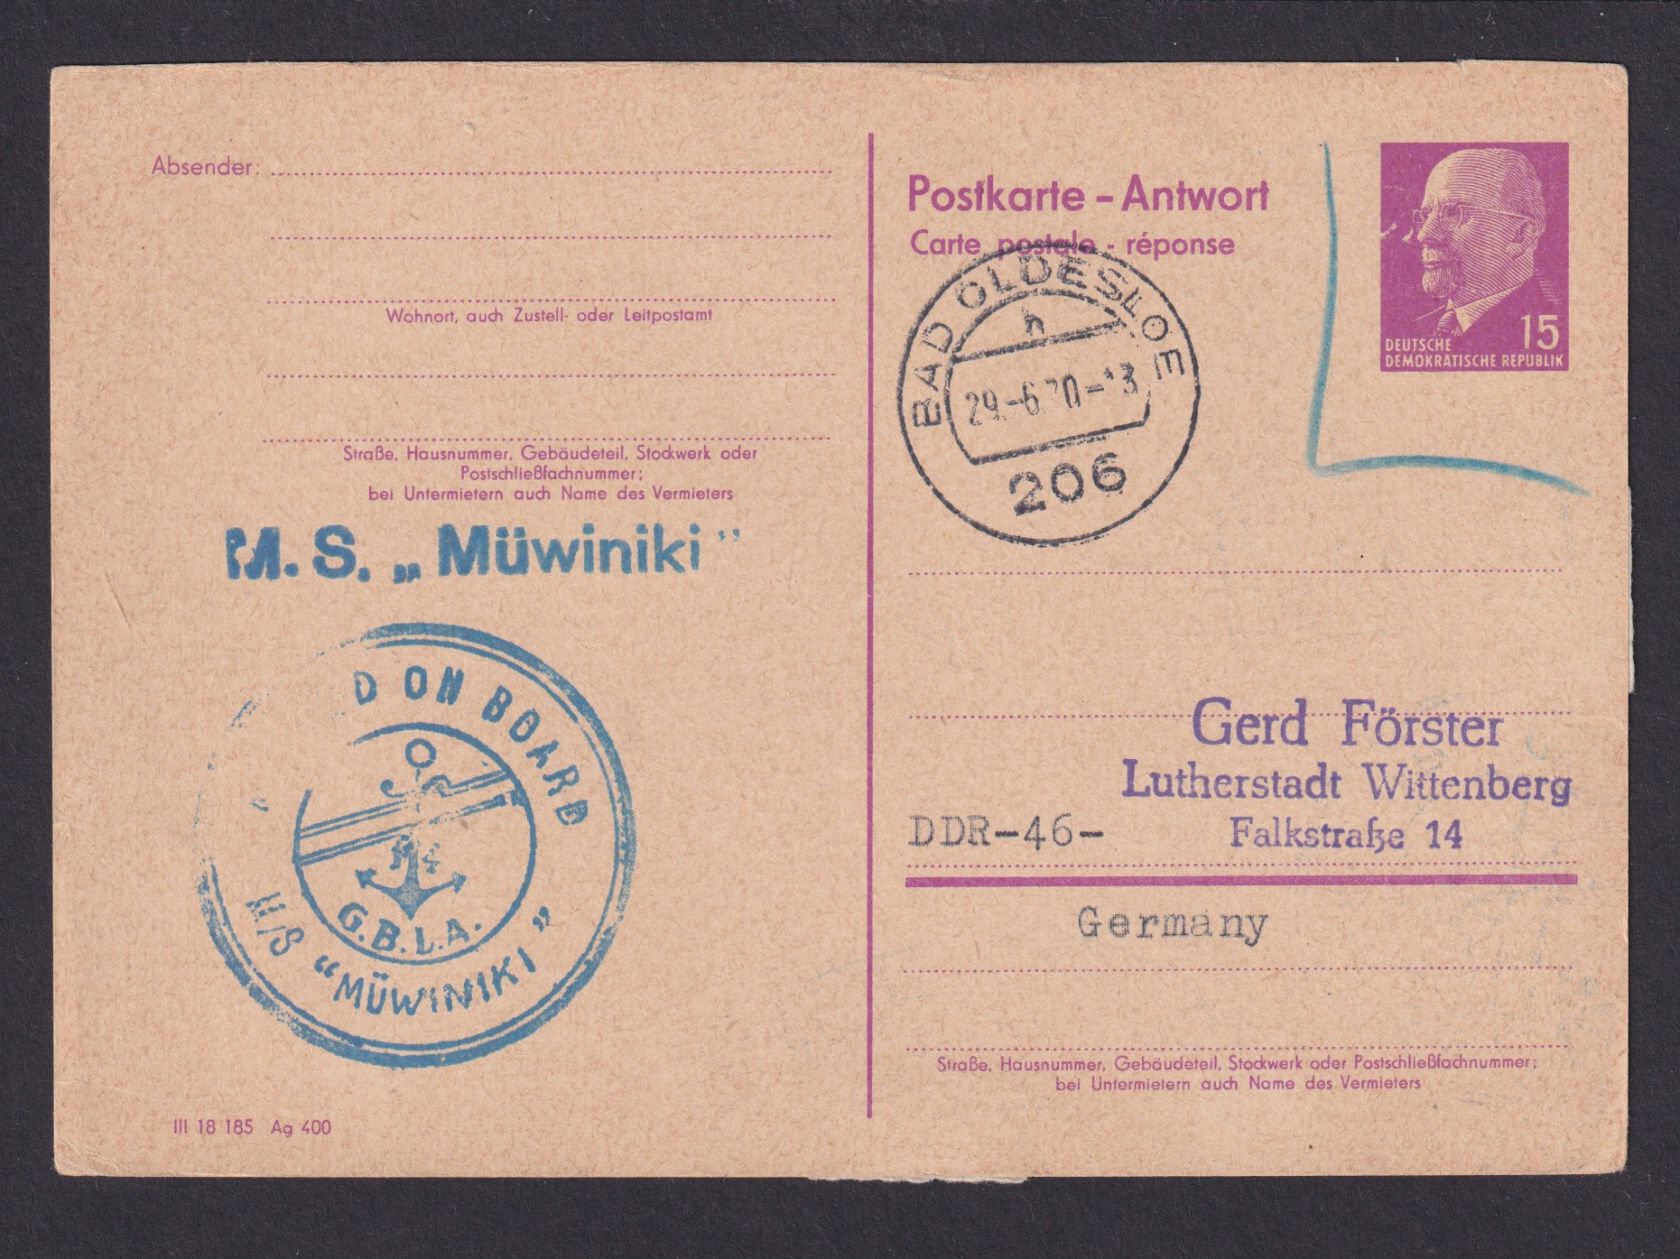 Absender:
Wohnort, auch Zustell- oder Leitpostamt
Straße, Hausnummer, Gebäudeteil, Stockwerk oder
Postschließfachnummer;
bei Untermietern auch Name des Vermieters
M.S. „Müwiniki"
D ON BOARD
G.B.L.A.
M/S "MÜWINIKI"
III 18 185 Ag 400
Postkarte - Antwort
Carte postale - réponse
BAD OLDESLOE
h
29.-6.70-13
206
15
DEUTSCHE
DEMOKRATISCHE REPUBLIK
Gerd Förster
Lutherstadt Wittenberg
DDR-46- Falkstraße 14
Germany
Straße, Hausnummer, Gebäudeteil, Stockwerk oder Postschließfachnummer;
bei Untermietern auch Name des Vermieters